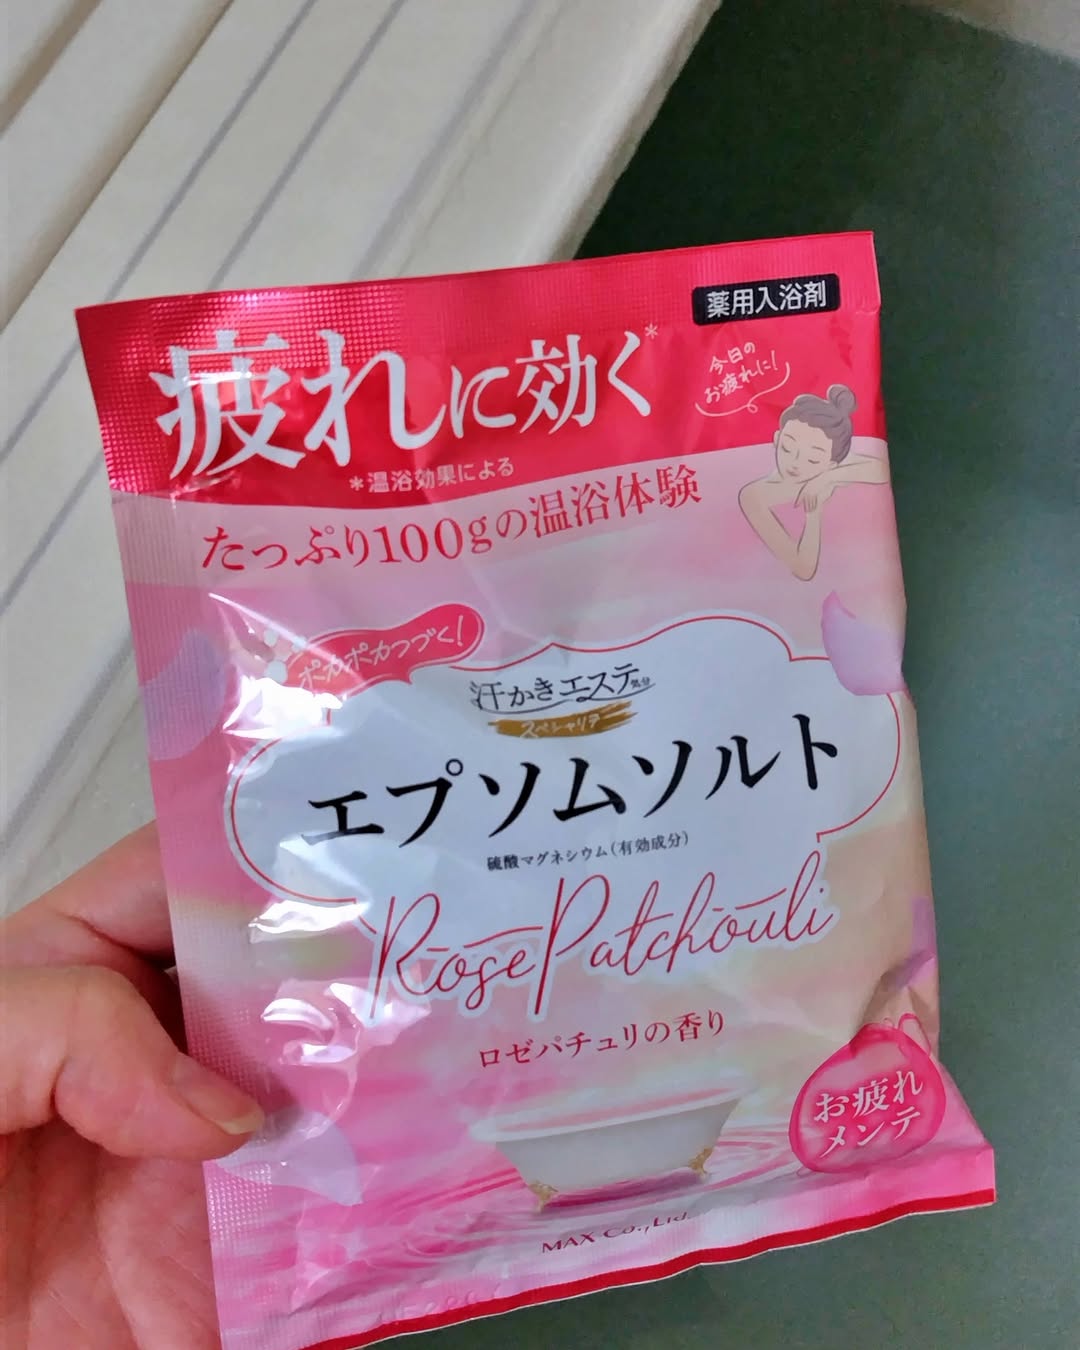 薬用入浴剤
疲れに効く*
今日の
お疲れに!
*温浴効果による
たっぷり100gの温浴体験
ポカポカつづく!
汗かきエステ気分
スペシャリテ
エプソムソルト
硫酸マグネシウム(有効成分)
Rose Patchouli
ロゼパチュリの香り
お疲れ
メンテ
MAX Co., Ltd.